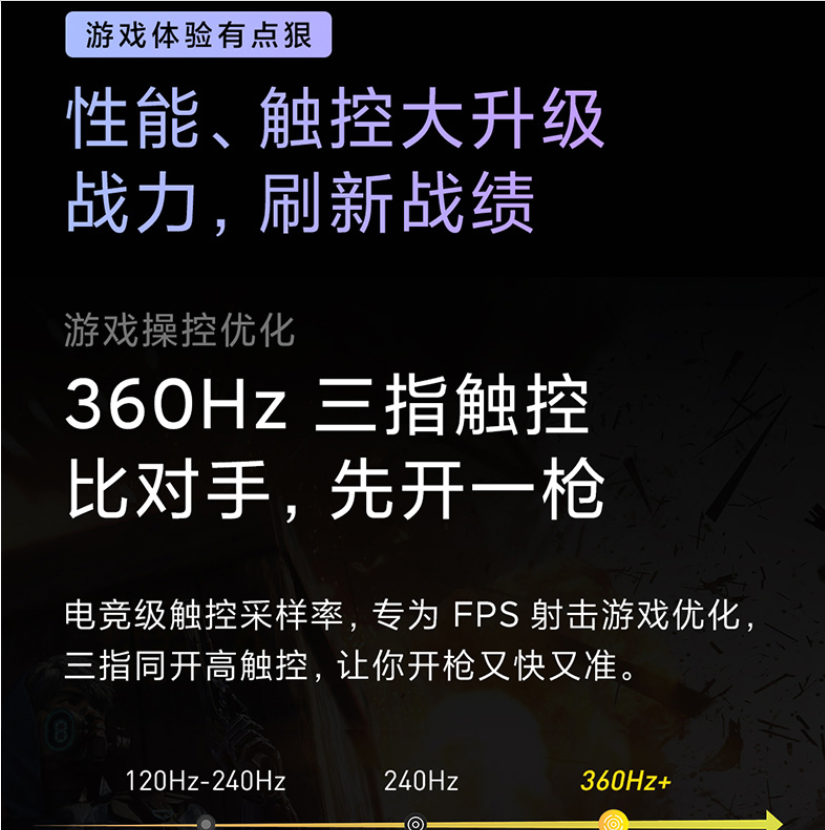 游戏体验有点狠
性能、触控大升级
战力，刷新战绩
游戏操控优化
360Hz 三指触控
比对手，先开一枪
电竞级触控采样率，专为 FPS 射击游戏优化，
三指同开高触控，让你开枪又快又准。
120Hz-240Hz 240Hz 360Hz+